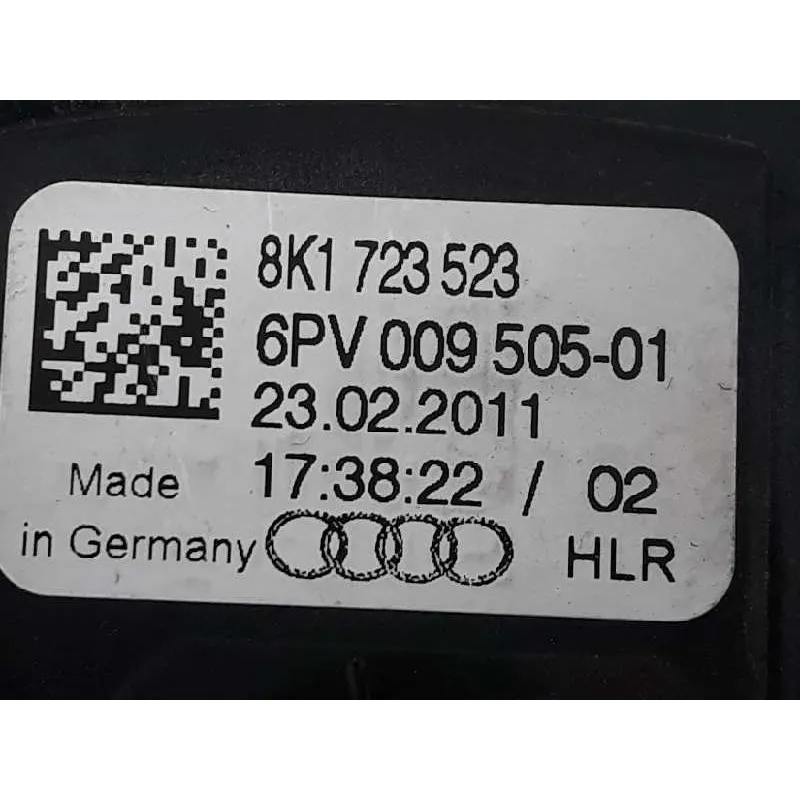 8K1 723 523
6PV 009 505-01
23.02.2011
Made 17:38:22 / 02
in Germany HLR